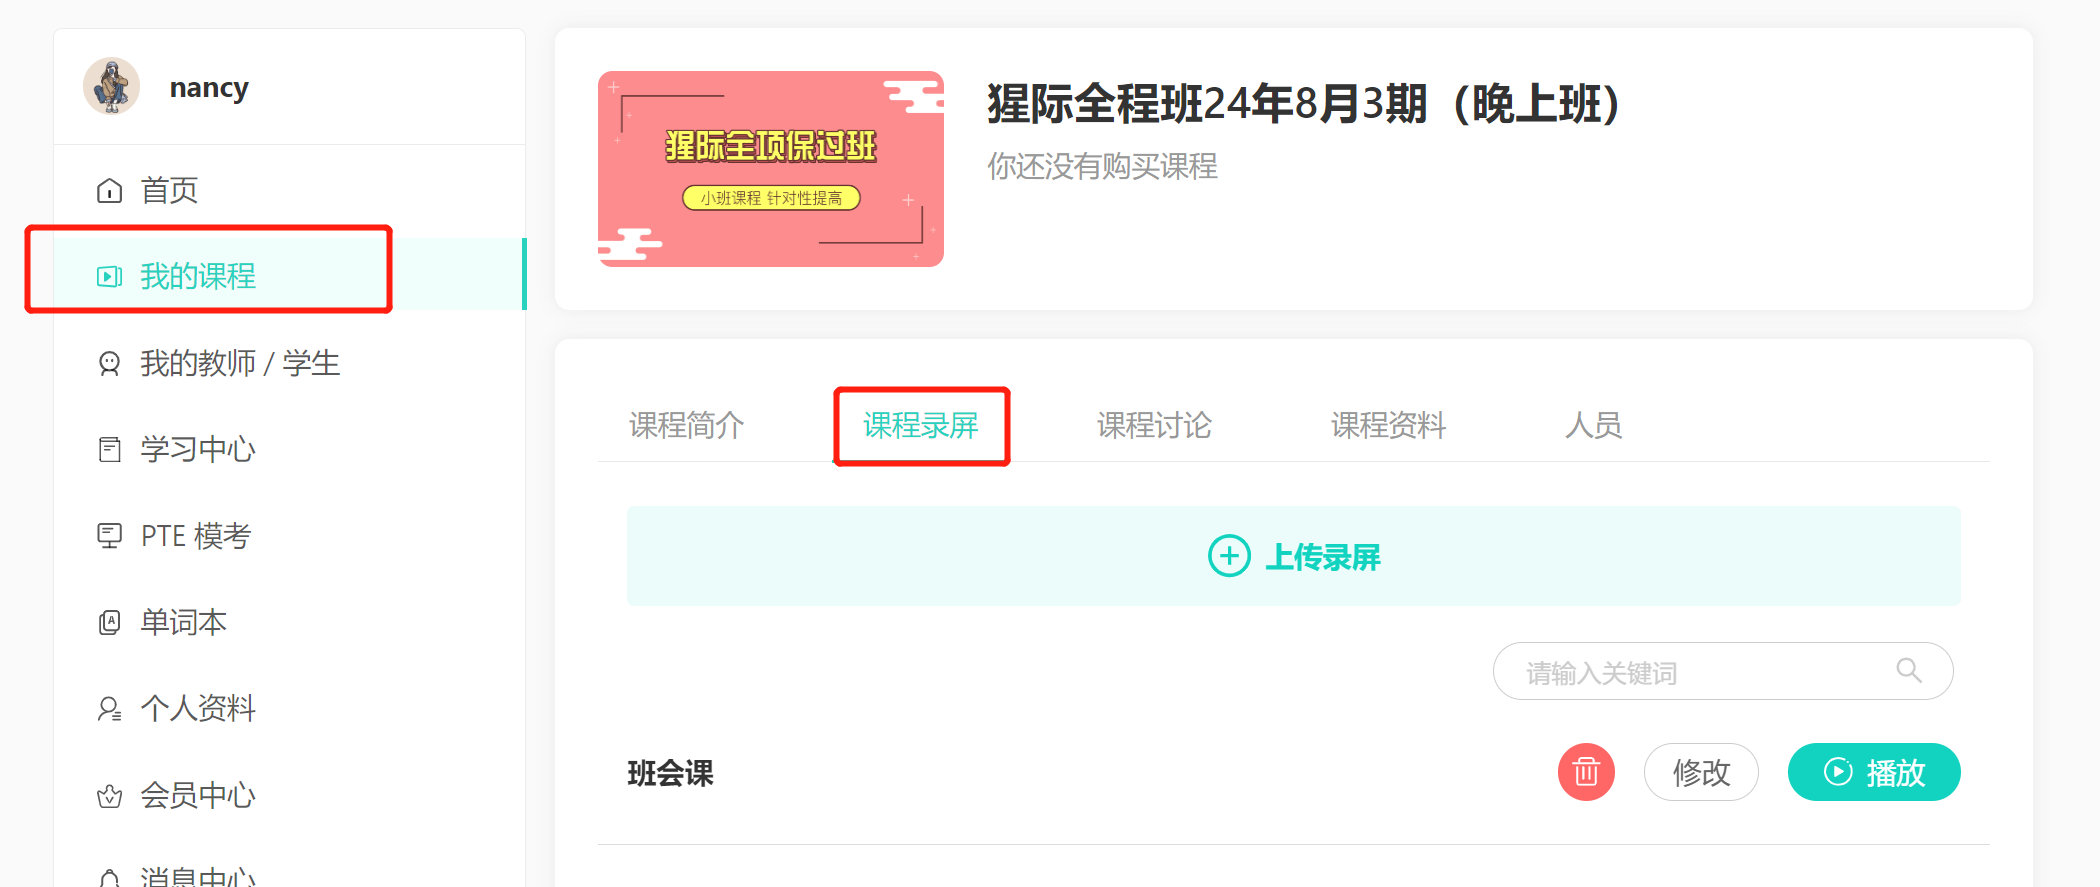 nancy
首页
我的课程
我的教师 / 学生
学习中心
PTE 模考
单词本
个人资料
会员中心
消息中心
猩际全项保过班
小班课程 针对性提高
猩际全程班24年8月3期（晚上班）
你还没有购买课程
课程简介
课程录屏
课程讨论
课程资料
人员
上传录屏
请输入关键词
班会课
修改
播放